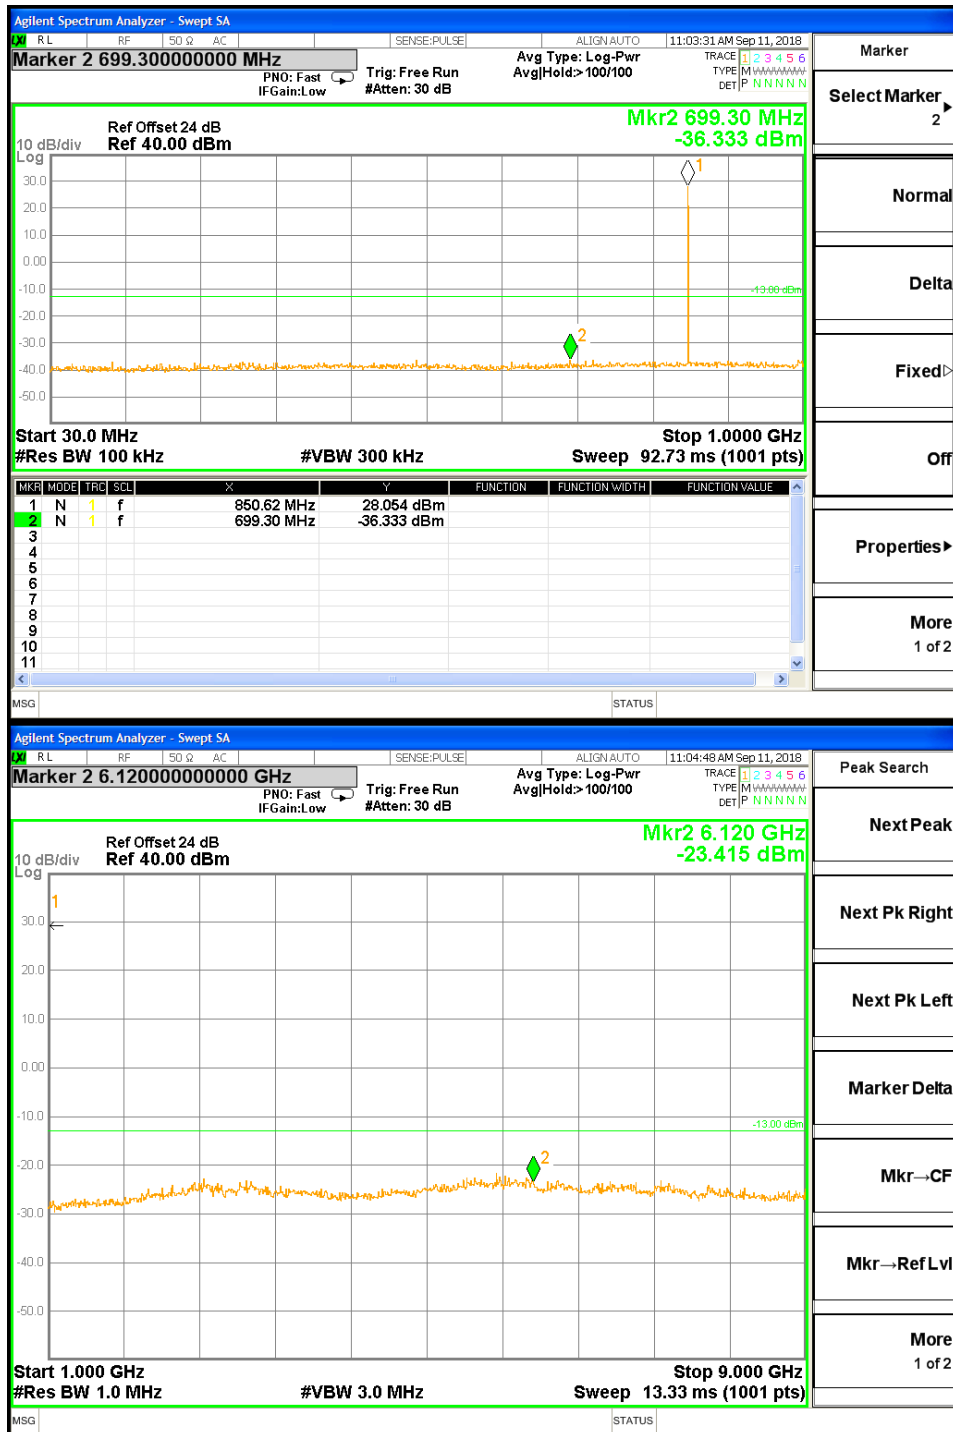 Agilent Spectrum Analyzer - Swept SA
LXI RL RF 50 Ω AC SENSE:PULSE ALIGN AUTO 11:03:31 AM Sep 11, 2018
Marker 2 699.300000000 MHz
PNO: Fast
IFGain:Low
Trig: Free Run
#Atten: 30 dB
Avg Type: Log-Pwr
Avg|Hold:>100/100
TRACE 1 2 3 4 5 6
TYPE M
DET P N N N N N
Ref Offset 24 dB
Ref 40.00 dBm
10 dB/div
Log
Mkr2 699.30 MHz
-36.333 dBm
1
30.0
20.0
10.0
0.00
-10.0
-13.00 dBm
-20.0
2
-30.0
-40.0
-50.0
Start 30.0 MHz
Stop 1.0000 GHz
#Res BW 100 kHz
#VBW 300 kHz
Sweep 92.73 ms (1001 pts)
MKR MODE TRC SCL X Y FUNCTION FUNCTION WIDTH FUNCTION VALUE
1 N 1 f 850.62 MHz 28.054 dBm
2 N 1 f 699.30 MHz -36.333 dBm
3
4
5
6
7
8
9
10
11
MSG STATUS
Marker
Select Marker
2
Normal
Delta
Fixed
Off
Properties
More
1 of 2
Agilent Spectrum Analyzer - Swept SA
LXI RL RF 50 Ω AC SENSE:PULSE ALIGN AUTO 11:04:48 AM Sep 11, 2018
Marker 2 6.120000000000 GHz
PNO: Fast
IFGain:Low
Trig: Free Run
#Atten: 30 dB
Avg Type: Log-Pwr
Avg|Hold:>100/100
TRACE 1 2 3 4 5 6
TYPE M
DET P N N N N N
Ref Offset 24 dB
Ref 40.00 dBm
10 dB/div
Log
Mkr2 6.120 GHz
-23.415 dBm
1
30.0
20.0
10.0
0.00
-10.0
-13.00 dBm
-20.0
2
-30.0
-40.0
-50.0
Start 1.000 GHz
Stop 9.000 GHz
#Res BW 1.0 MHz
#VBW 3.0 MHz
Sweep 13.33 ms (1001 pts)
MSG STATUS
Peak Search
Next Peak
Next Pk Right
Next Pk Left
Marker Delta
Mkr→CF
Mkr→Ref Lvl
More
1 of 2